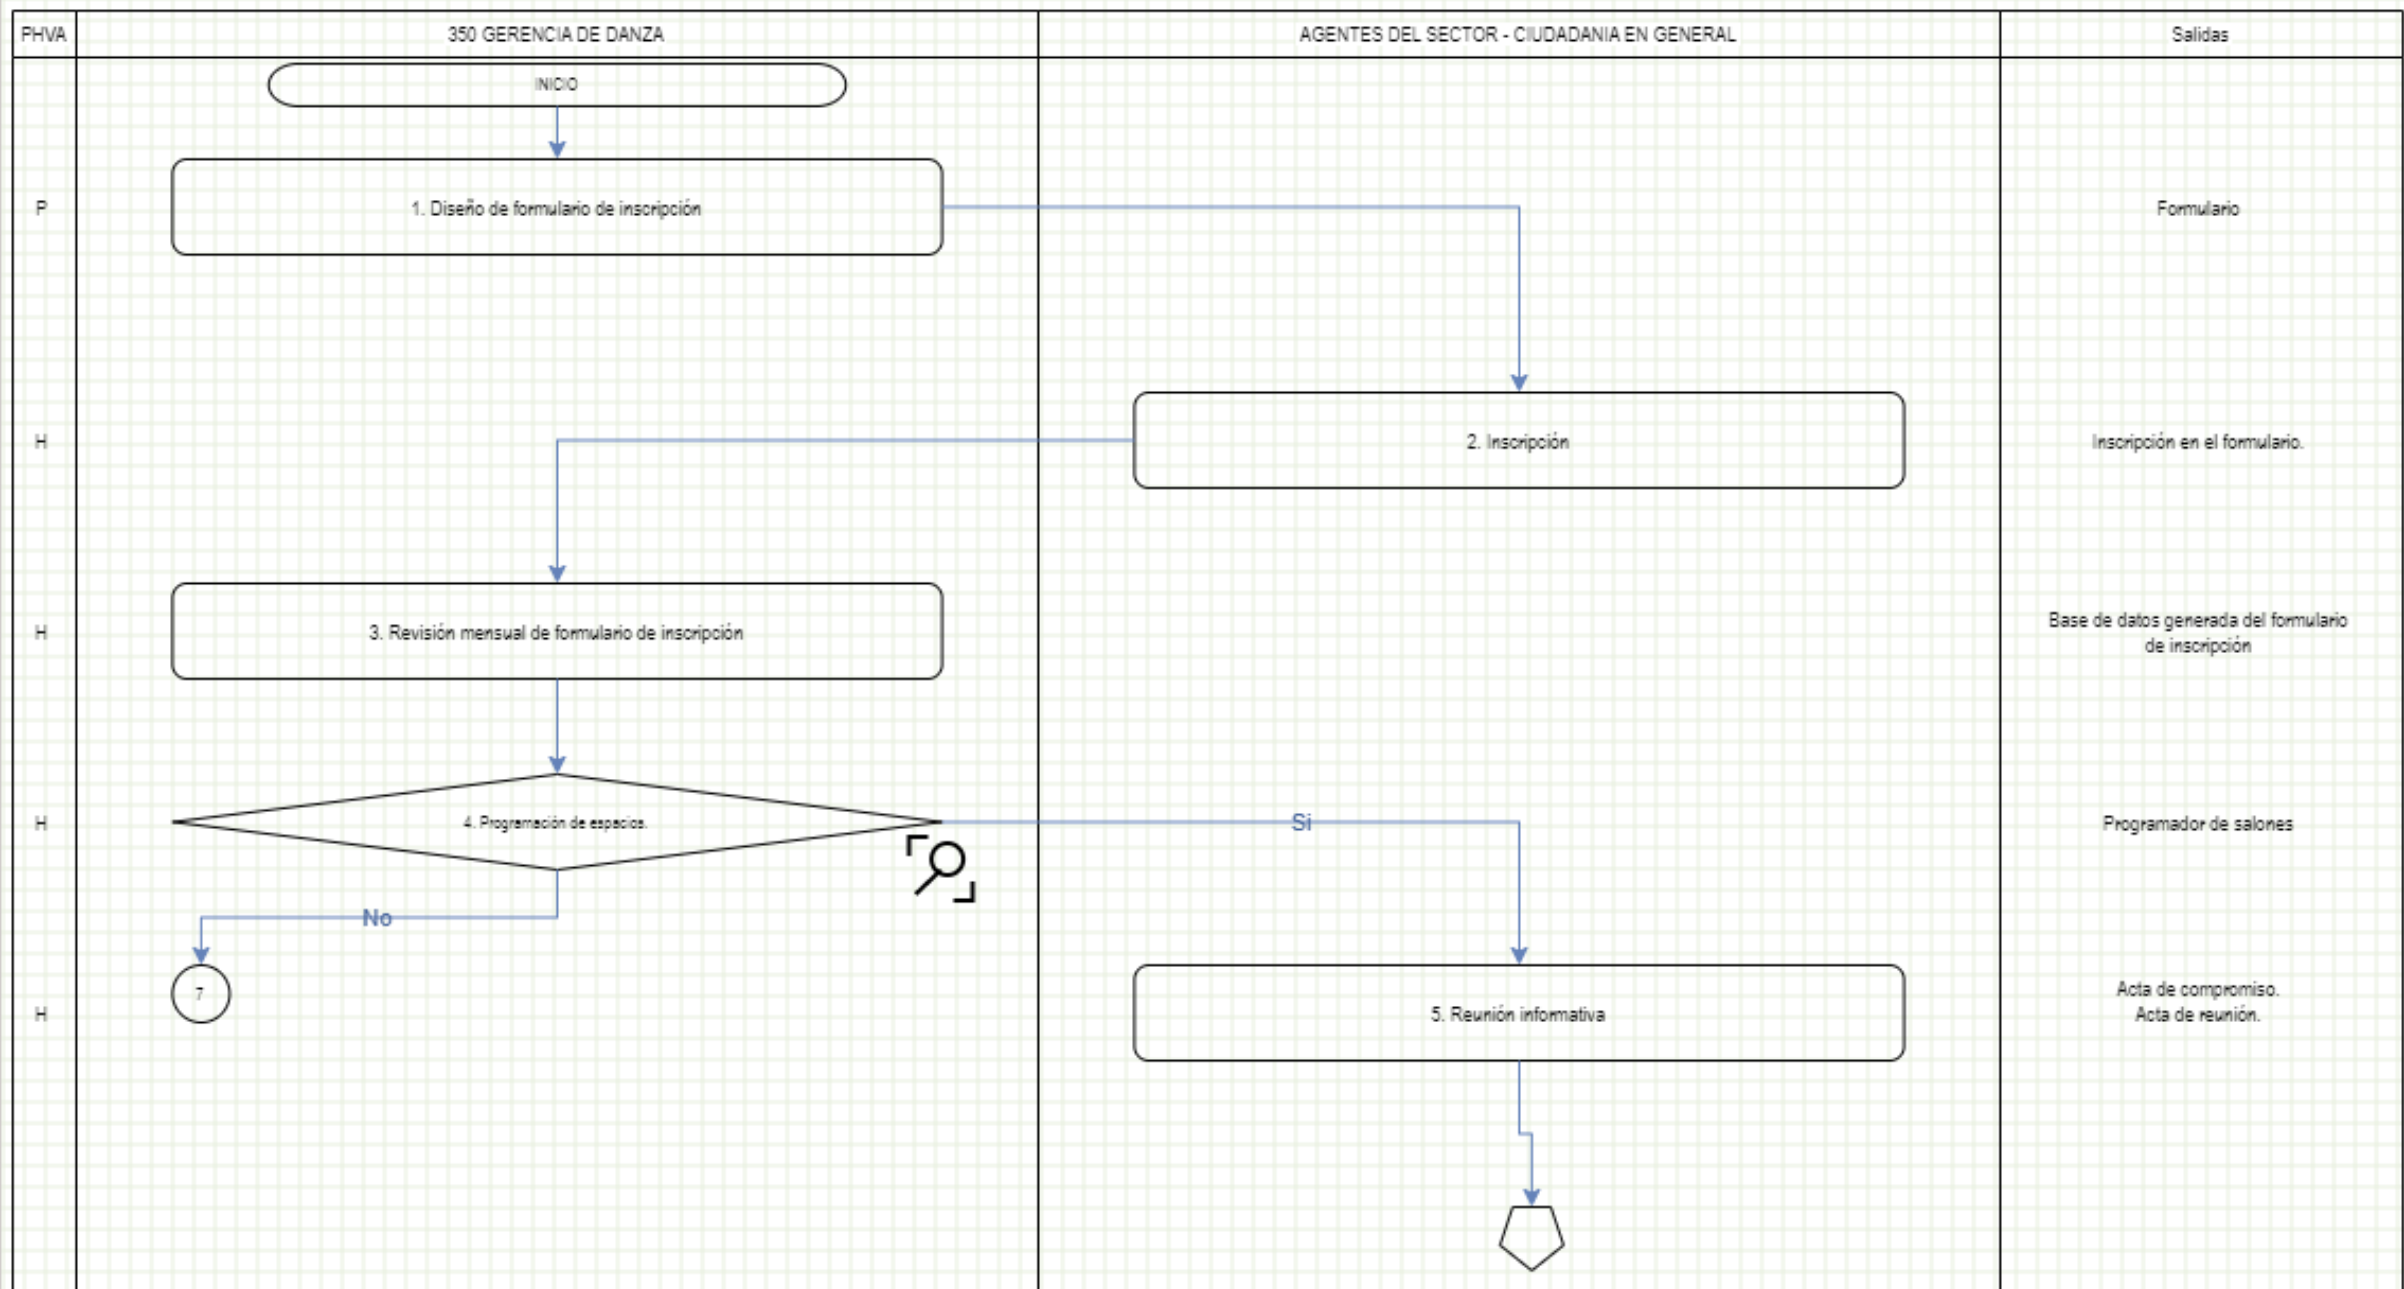 PHVA
350 GERENCIA DE DANZA
AGENTES DEL SECTOR - CIUDADANIA EN GENERAL
Salidas
INICIO
P
1. Diseño de formulario de inscripción
Formulario
H
2. Inscripción
Inscripción en el formulario.
H
3. Revisión mensual de formulario de inscripción
Base de datos generada del formulario
de inscripción
H
4. Programación de espacios.
Si
Programador de salones
No
7
H
5. Reunión informativa
Acta de compromiso.
Acta de reunión.